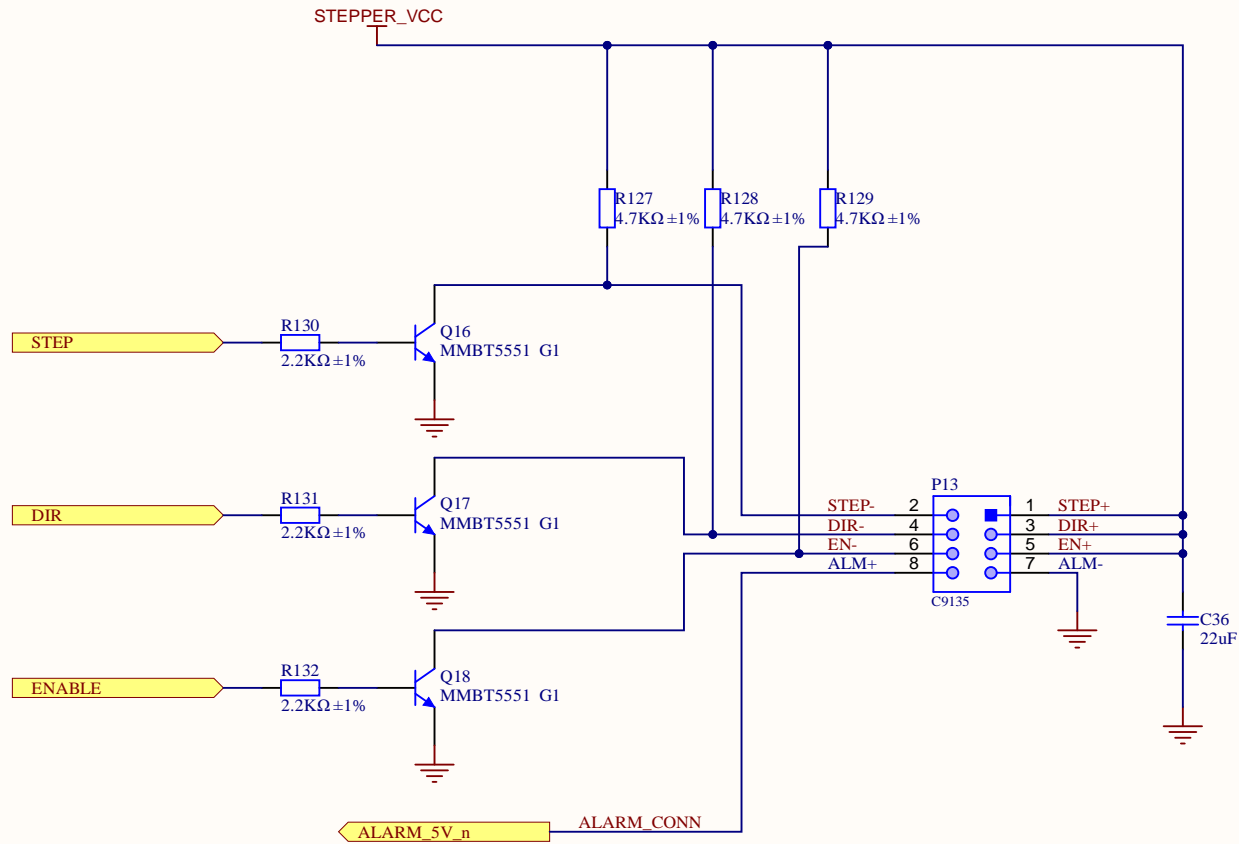 STEPPER_VCC
R127
4.7KΩ ±1%
R128
4.7KΩ ±1%
R129
4.7KΩ ±1%
STEP
R130
2.2KΩ ±1%
Q16
MMBT5551 G1
DIR
R131
2.2KΩ ±1%
Q17
MMBT5551 G1
P13
STEP- 2 1 STEP+
DIR- 4 3 DIR+
EN- 6 5 EN+
ALM+ 8 7 ALM-
C9135
C36
22uF
ENABLE
R132
2.2KΩ ±1%
Q18
MMBT5551 G1
ALARM_5V_n
ALARM_CONN